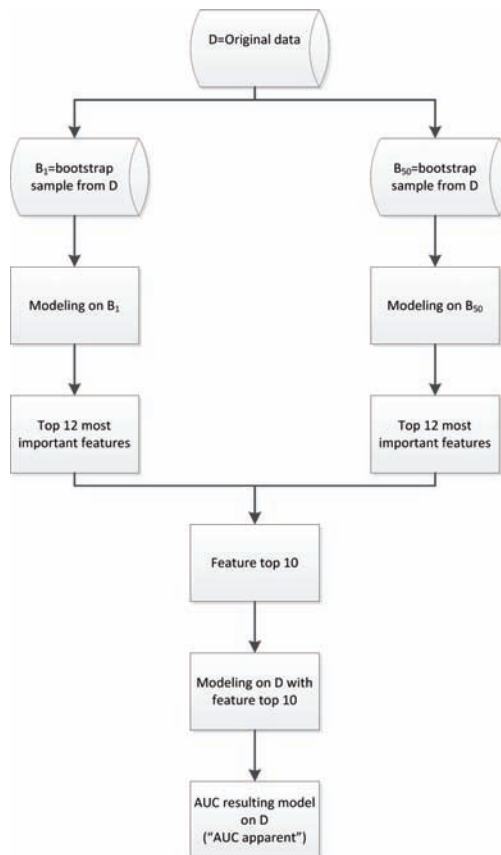 D=Original data
B₁=bootstrap
sample from D
B₅₀=bootstrap
sample from D
Modeling on B₁
Modeling on B₅₀
Top 12 most
important features
Top 12 most
important features
Feature top 10
Modeling on D with
feature top 10
AUC resulting model
on D
(“AUC apparent”)